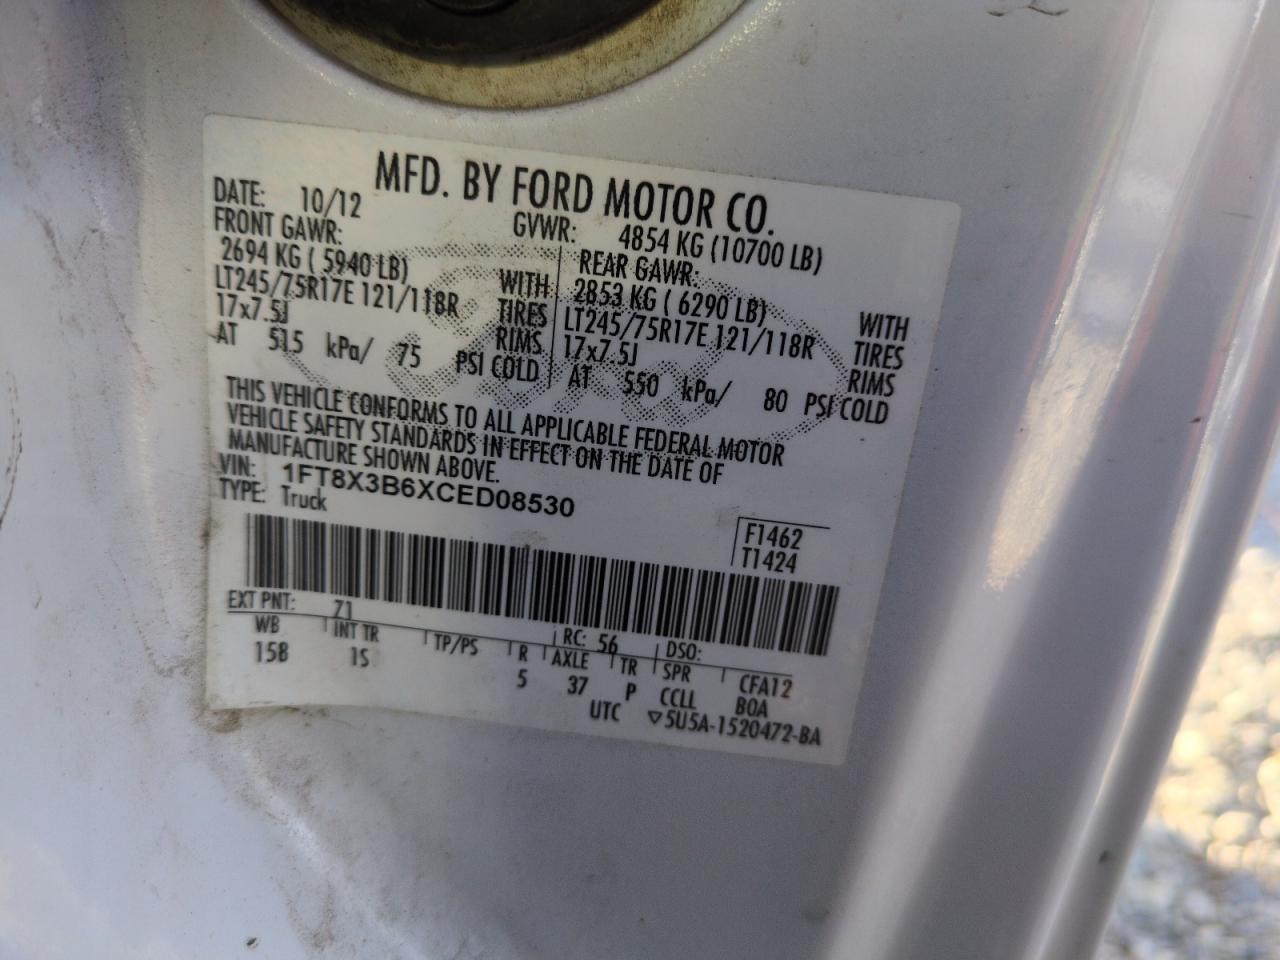 MFD. BY FORD MOTOR CO.
DATE: 10/12 GVWR: 4854 KG (10700 LB)
FRONT GAWR: REAR GAWR:
2694 KG ( 5940 LB) WITH 2853 KG ( 6290 LB) WITH
LT245/75R17E 121/118R TIRES LT245/75R17E 121/118R TIRES
17x7.5J RIMS 17x7.5J RIMS
AT 515 kPa/ 75 PSI COLD AT 550 kPa/ 80 PSI COLD
THIS VEHICLE CONFORMS TO ALL APPLICABLE FEDERAL MOTOR
VEHICLE SAFETY STANDARDS IN EFFECT ON THE DATE OF
MANUFACTURE SHOWN ABOVE.
VIN: 1FT8X3B6XCED08530
TYPE: Truck
F1462
T1424
EXT PNT: Z1 RC: 56 DSO:
WB INT TR TP/PS R AXLE TR SPR CFA12
158 1S 5 37 P CCLL BOA
UTC ▽5U5A-1520472-BA